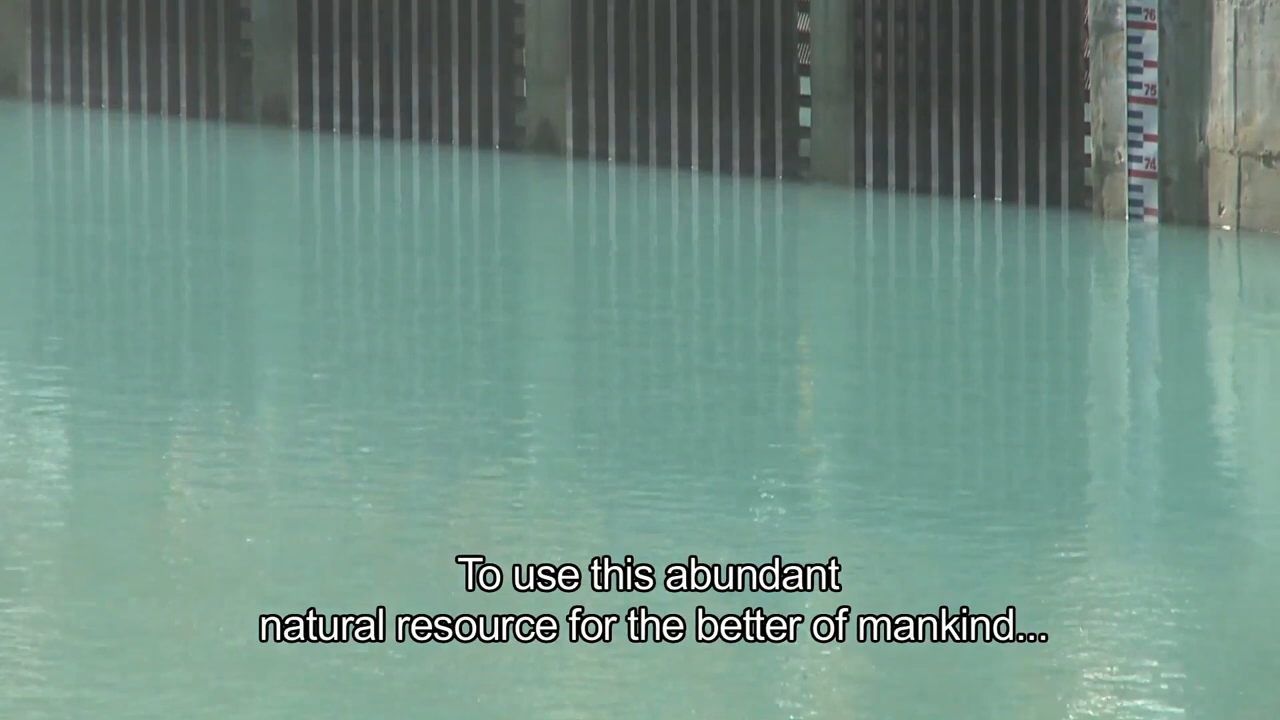 76
75
74
To use this abundant
natural resource for the better of mankind...